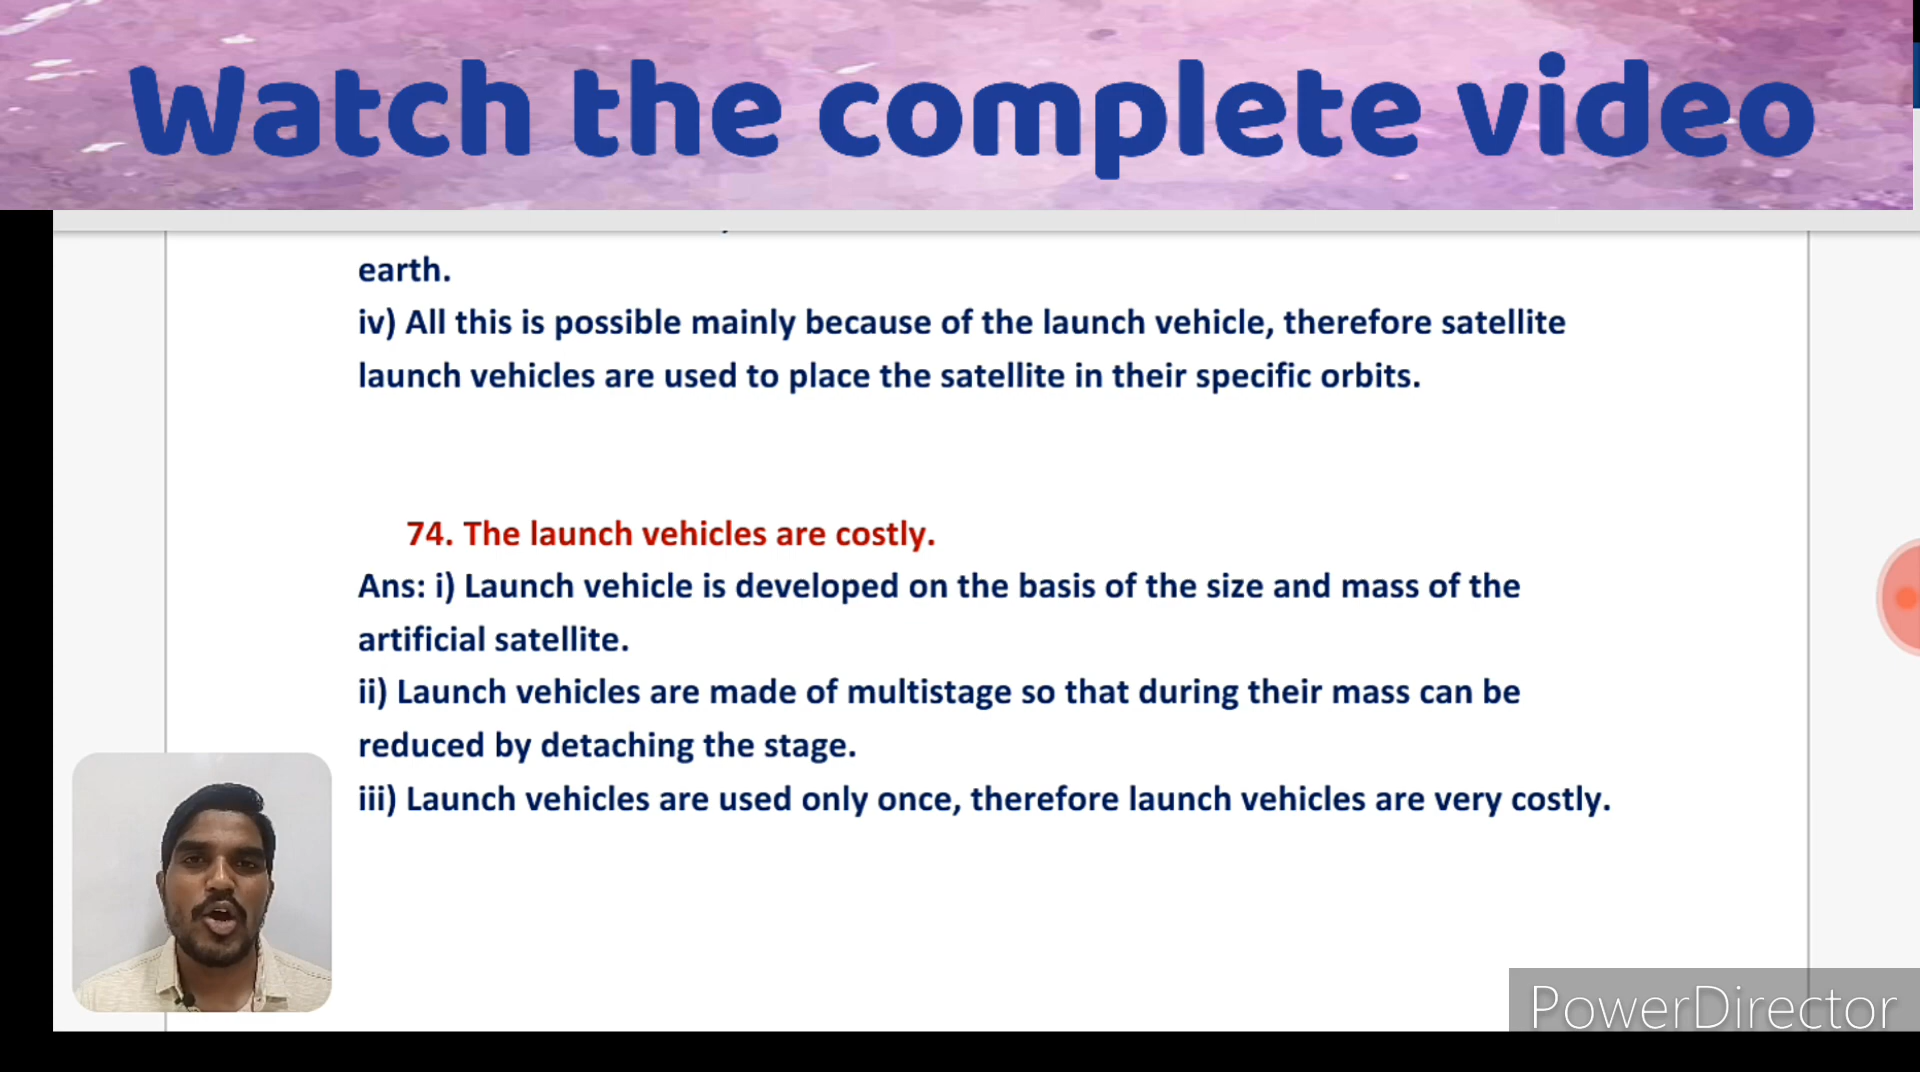 Watch the complete video
earth.
iv) All this is possible mainly because of the launch vehicle, therefore satellite
launch vehicles are used to place the satellite in their specific orbits.
74. The launch vehicles are costly.
Ans: i) Launch vehicle is developed on the basis of the size and mass of the
artificial satellite.
ii) Launch vehicles are made of multistage so that during their mass can be
reduced by detaching the stage.
iii) Launch vehicles are used only once, therefore launch vehicles are very costly.
PowerDirector